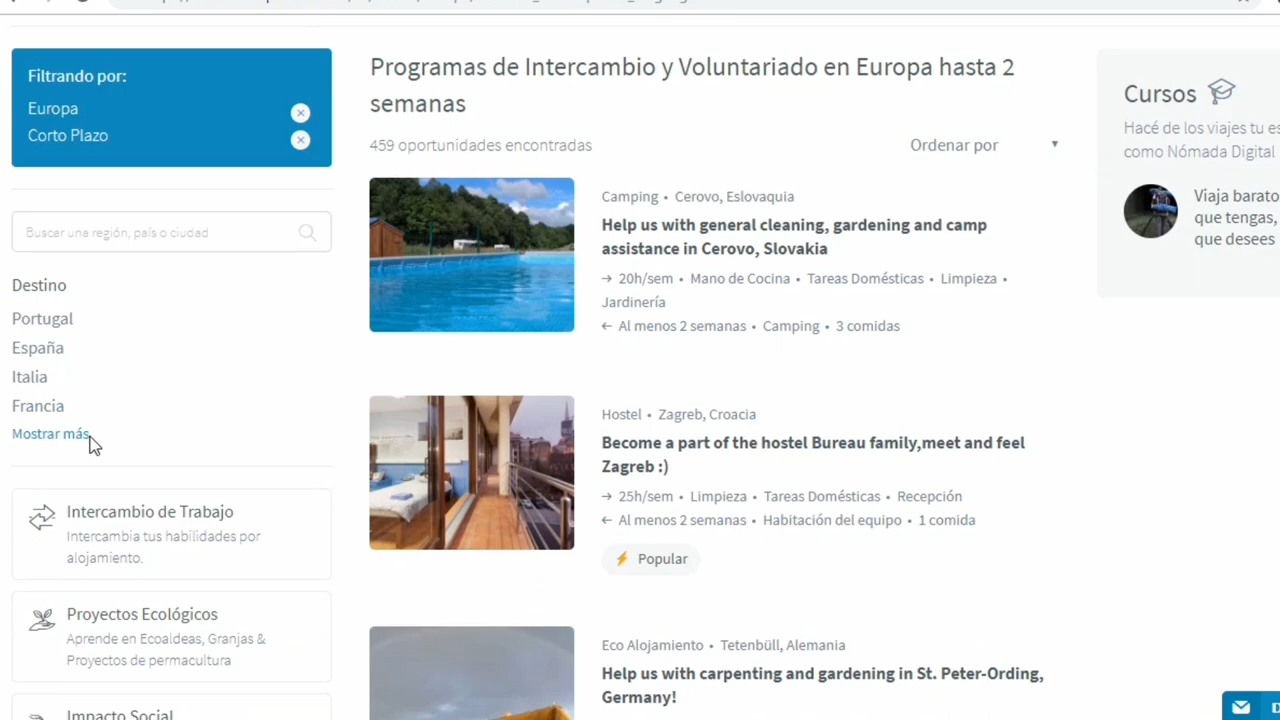 Filtrando por:
Europa
Corto Plazo
Buscar una región, país o ciudad
Destino
Portugal
España
Italia
Francia
Mostrar más
Intercambio de Trabajo
Intercambia tus habilidades por
alojamiento.
Proyectos Ecológicos
Aprende en Ecoaldeas, Granjas &
Proyectos de permacultura
Impacto Social
Programas de Intercambio y Voluntariado en Europa hasta 2
semanas
459 oportunidades encontradas
Ordenar por
Camping • Cerovo, Eslovaquia
Help us with general cleaning, gardening and camp
assistance in Cerovo, Slovakia
→ 20h/sem • Mano de Cocina • Tareas Domésticas • Limpieza •
Jardinería
← Al menos 2 semanas • Camping • 3 comidas
Hostel • Zagreb, Croacia
Become a part of the hostel Bureau family,meet and feel
Zagreb :)
→ 25h/sem • Limpieza • Tareas Domésticas • Recepción
← Al menos 2 semanas • Habitación del equipo • 1 comida
Popular
Eco Alojamiento • Tetenbüll, Alemania
Help us with carpenting and gardening in St. Peter-Ording,
Germany!
Cursos
Hacé de los viajes tu es
como Nómada Digital
Viaja barato
que tengas,
que desees